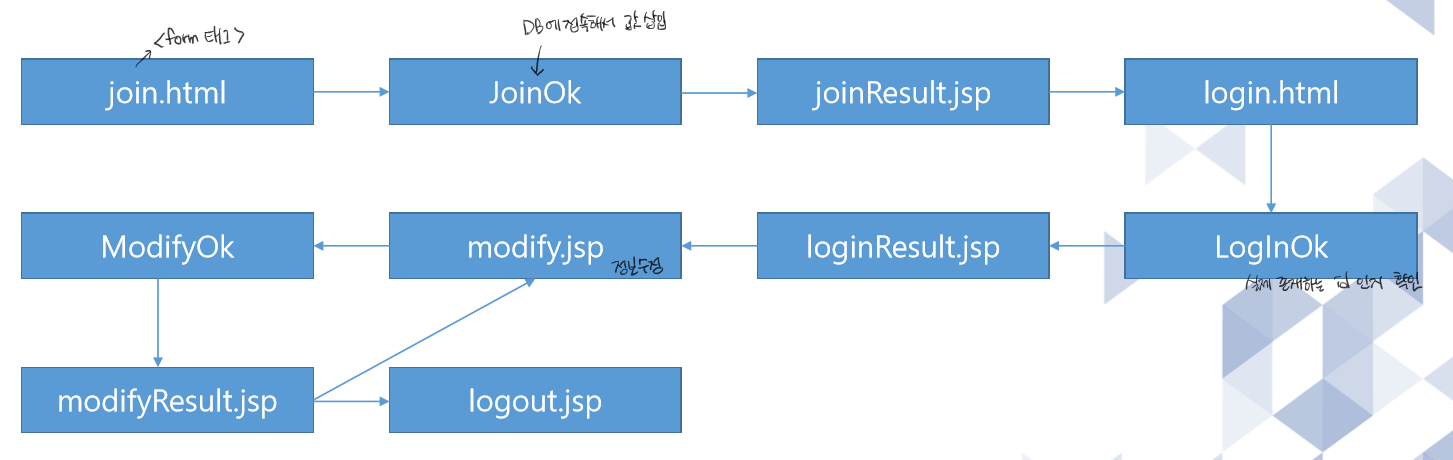 <form 태그>
DB에 접속해서 값 삽입
join.html
JoinOk
joinResult.jsp
login.html
ModifyOk
modify.jsp
loginResult.jsp
LogInOk
정보수정
실제 존재하는 id 인지 확인
modifyResult.jsp
logout.jsp